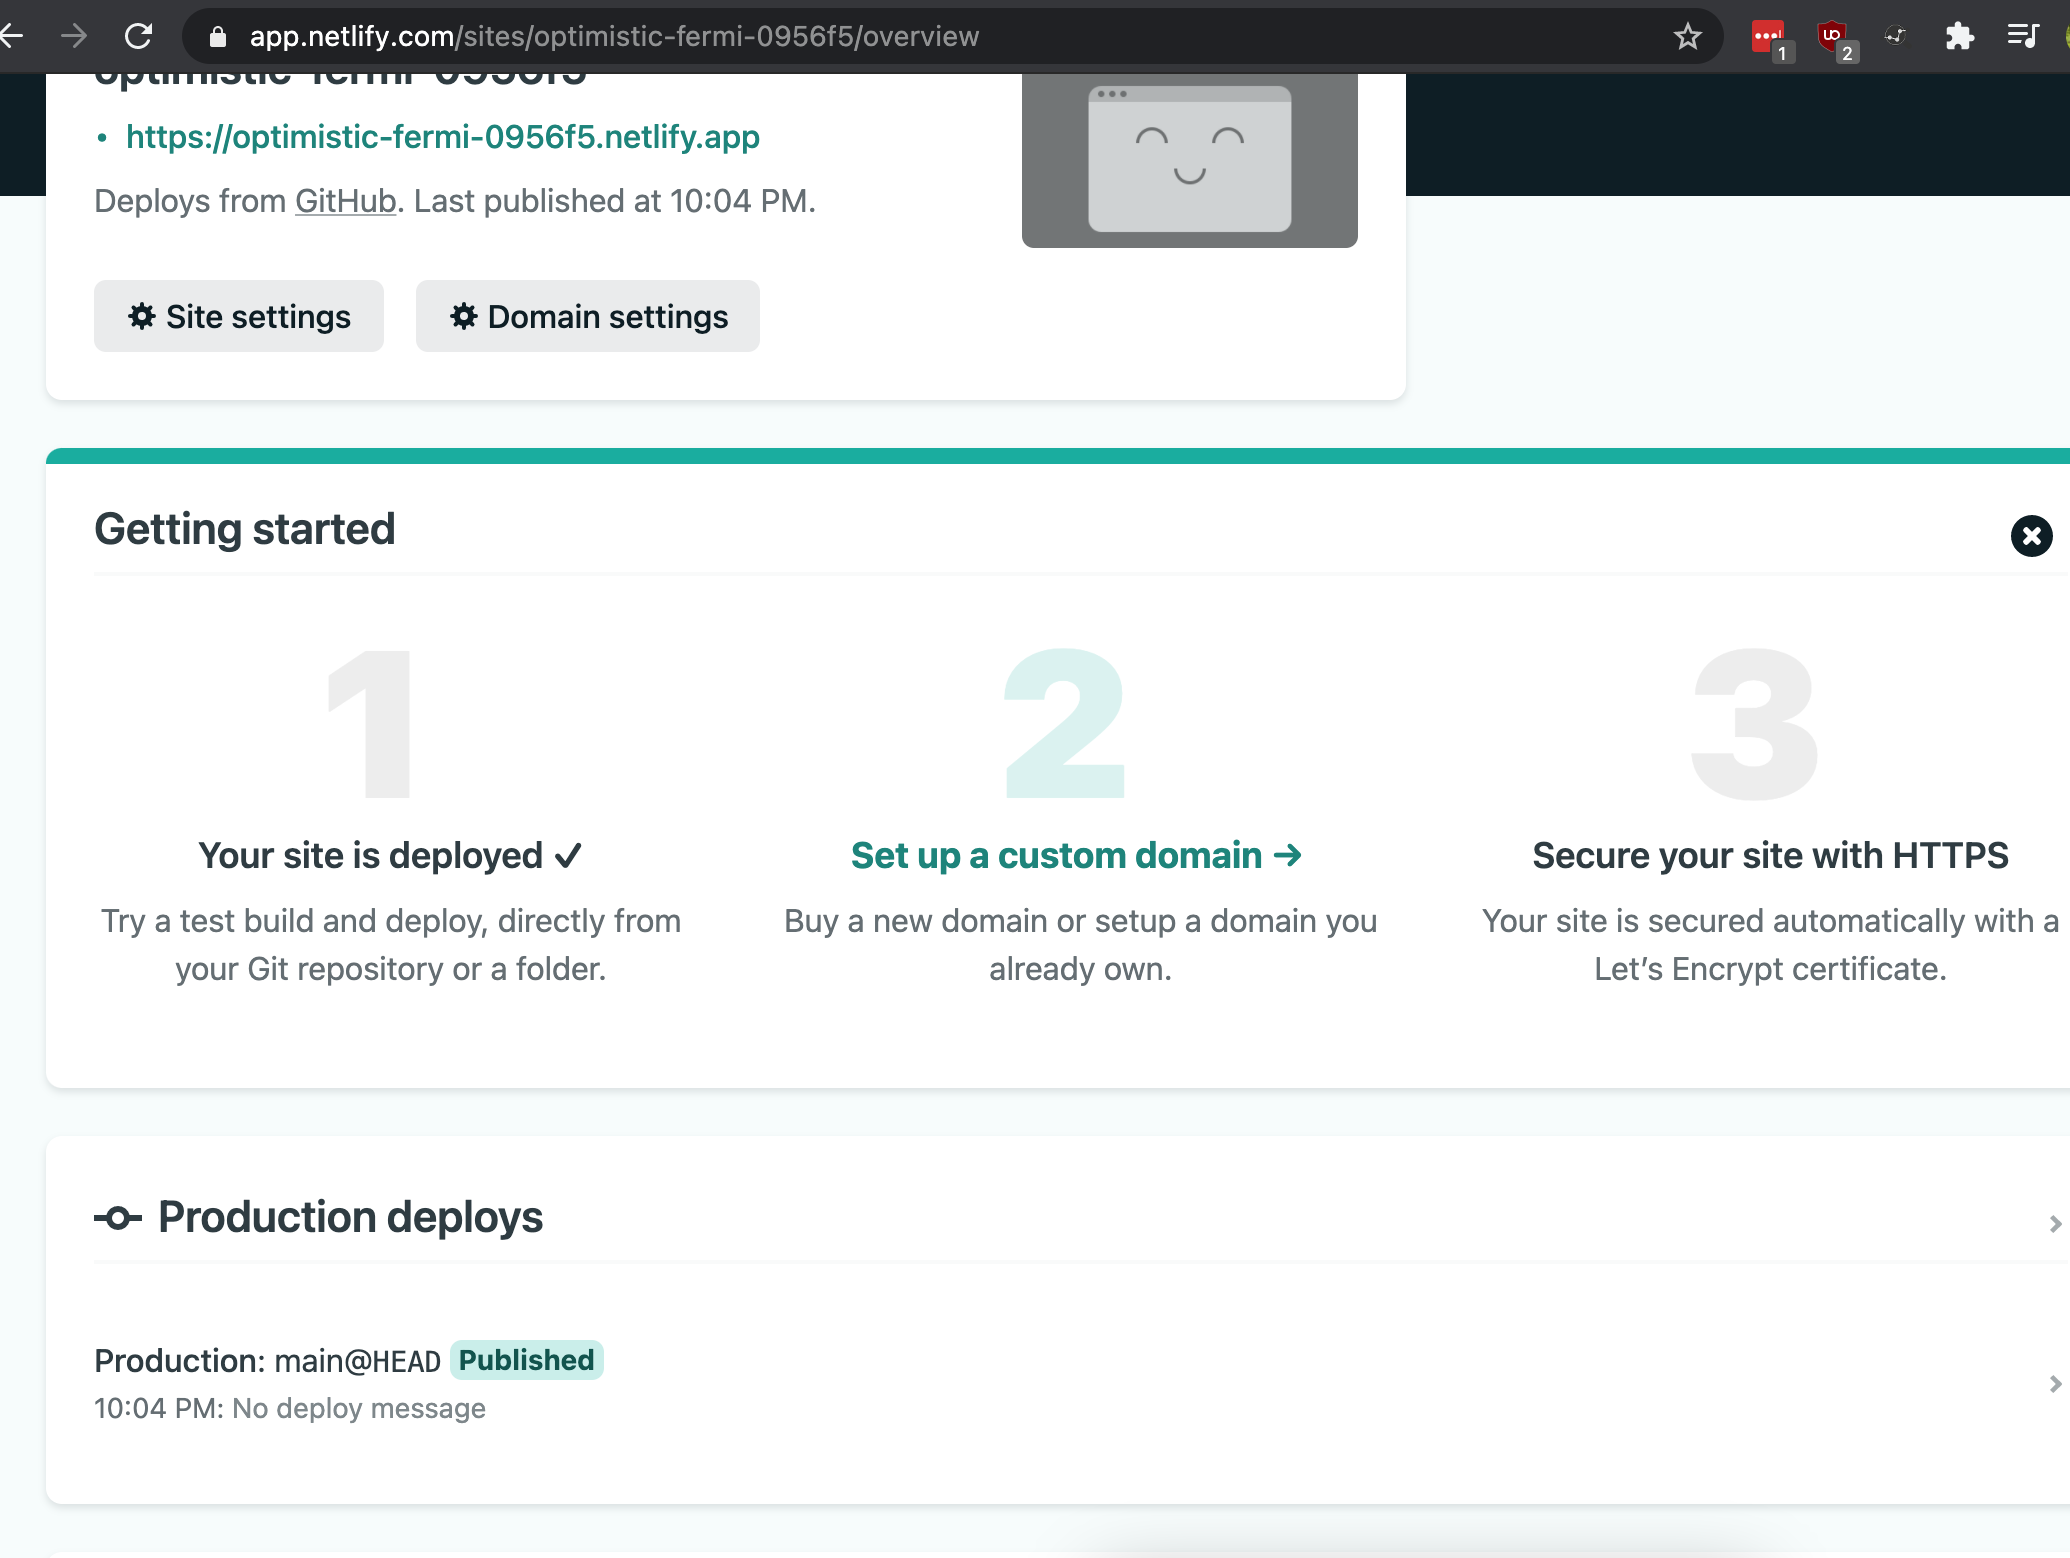 app.netlify.com/sites/optimistic-fermi-0956f5/overview
1
2
optimistic-fermi-0956f5
https://optimistic-fermi-0956f5.netlify.app
Deploys from GitHub. Last published at 10:04 PM.
Site settings
Domain settings
Getting started
1
Your site is deployed ✓
Try a test build and deploy, directly from
your Git repository or a folder.
2
Set up a custom domain →
Buy a new domain or setup a domain you
already own.
3
Secure your site with HTTPS
Your site is secured automatically with a
Let’s Encrypt certificate.
Production deploys
Production: main@HEAD Published
10:04 PM: No deploy message